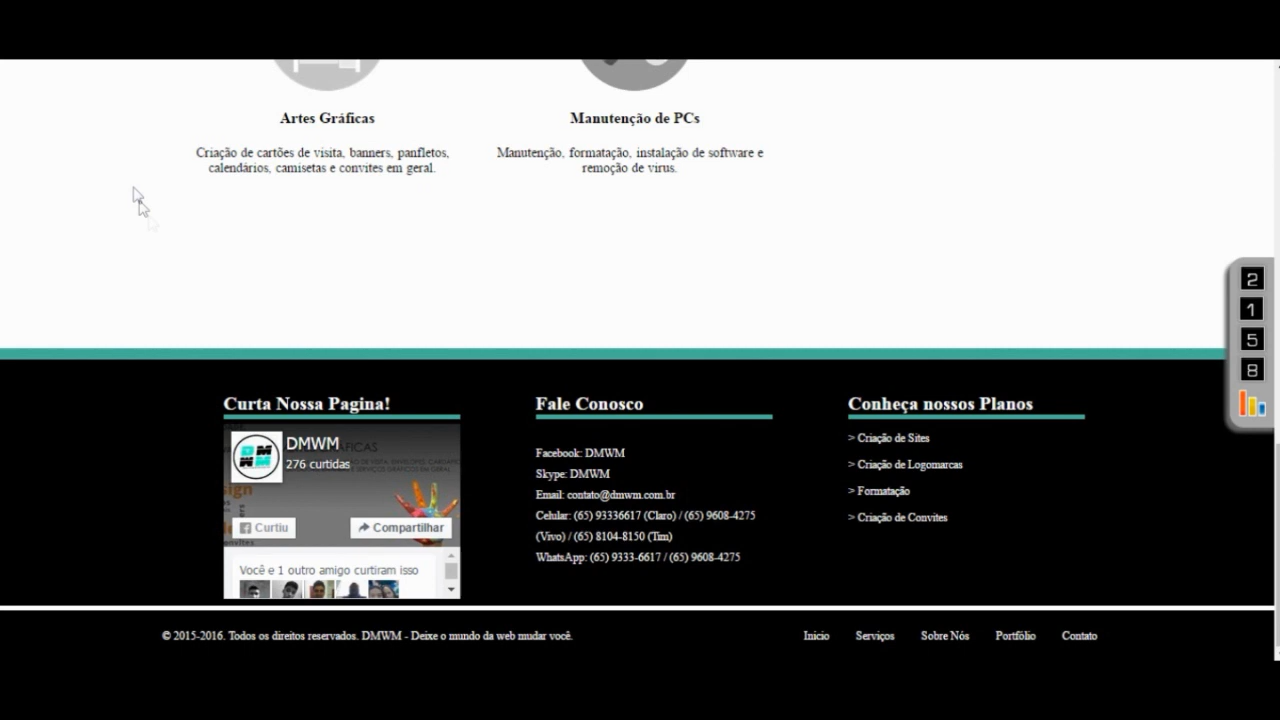 Artes Gráficas
Criação de cartões de visita, banners, panfletos,
calendários, camisetas e convites em geral.
Manutenção de PCs
Manutenção, formatação, instalação de software e
remoção de virus.
2
1
5
8
Curta Nossa Pagina!
DMWM
276 curtidas
Curtiu
Compartilhar
Você e 1 outro amigo curtiram isso
Fale Conosco
Facebook: DMWM
Skype: DMWM
Email: contato@dmwm.com.br
Celular: (65) 93336617 (Claro) / (65) 9608-4275
(Vivo) / (65) 8104-8150 (Tim)
WhatsApp: (65) 9333-6617 / (65) 9608-4275
Conheça nossos Planos
> Criação de Sites
> Criação de Logomarcas
> Formatação
> Criação de Convites
© 2015-2016. Todos os direitos reservados. DMWM - Deixe o mundo da web mudar você.
Inicio Serviços Sobre Nós Portfólio Contato